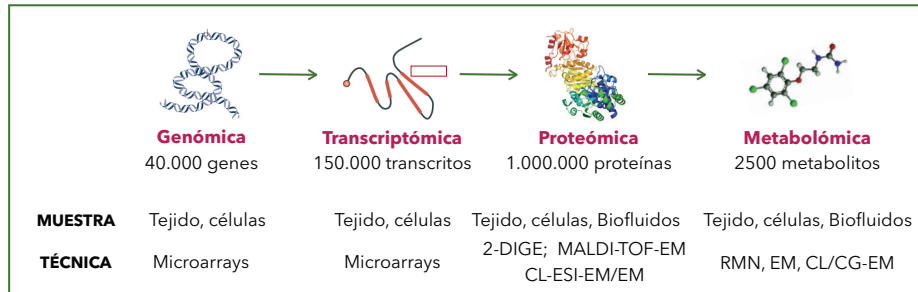 Genómica Transcriptómica Proteómica Metabolómica
40.000 genes 150.000 transcritos 1.000.000 proteínas 2500 metabolitos
MUESTRA Tejido, células Tejido, células Tejido, células, Biofluidos Tejido, células, Biofluidos
TÉCNICA Microarrays Microarrays 2-DIGE; MALDI-TOF-EM RMN, EM, CL/CG-EM
CL-ESI-EM/EM